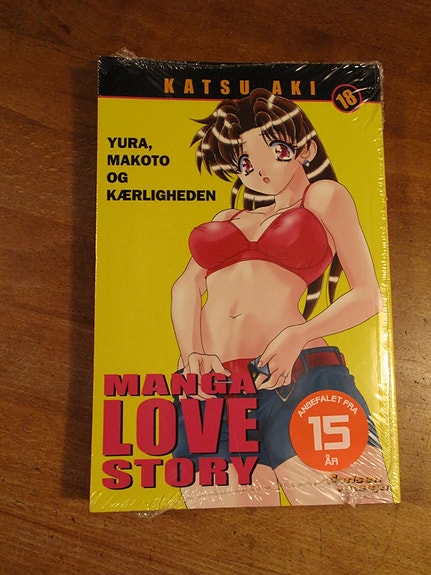 KATSU AKI
18
YURA,
MAKOTO
OG
KÆRLIGHEDEN
MANGA
LOVE
STORY
ANBEFALET FRA
15
ÅR